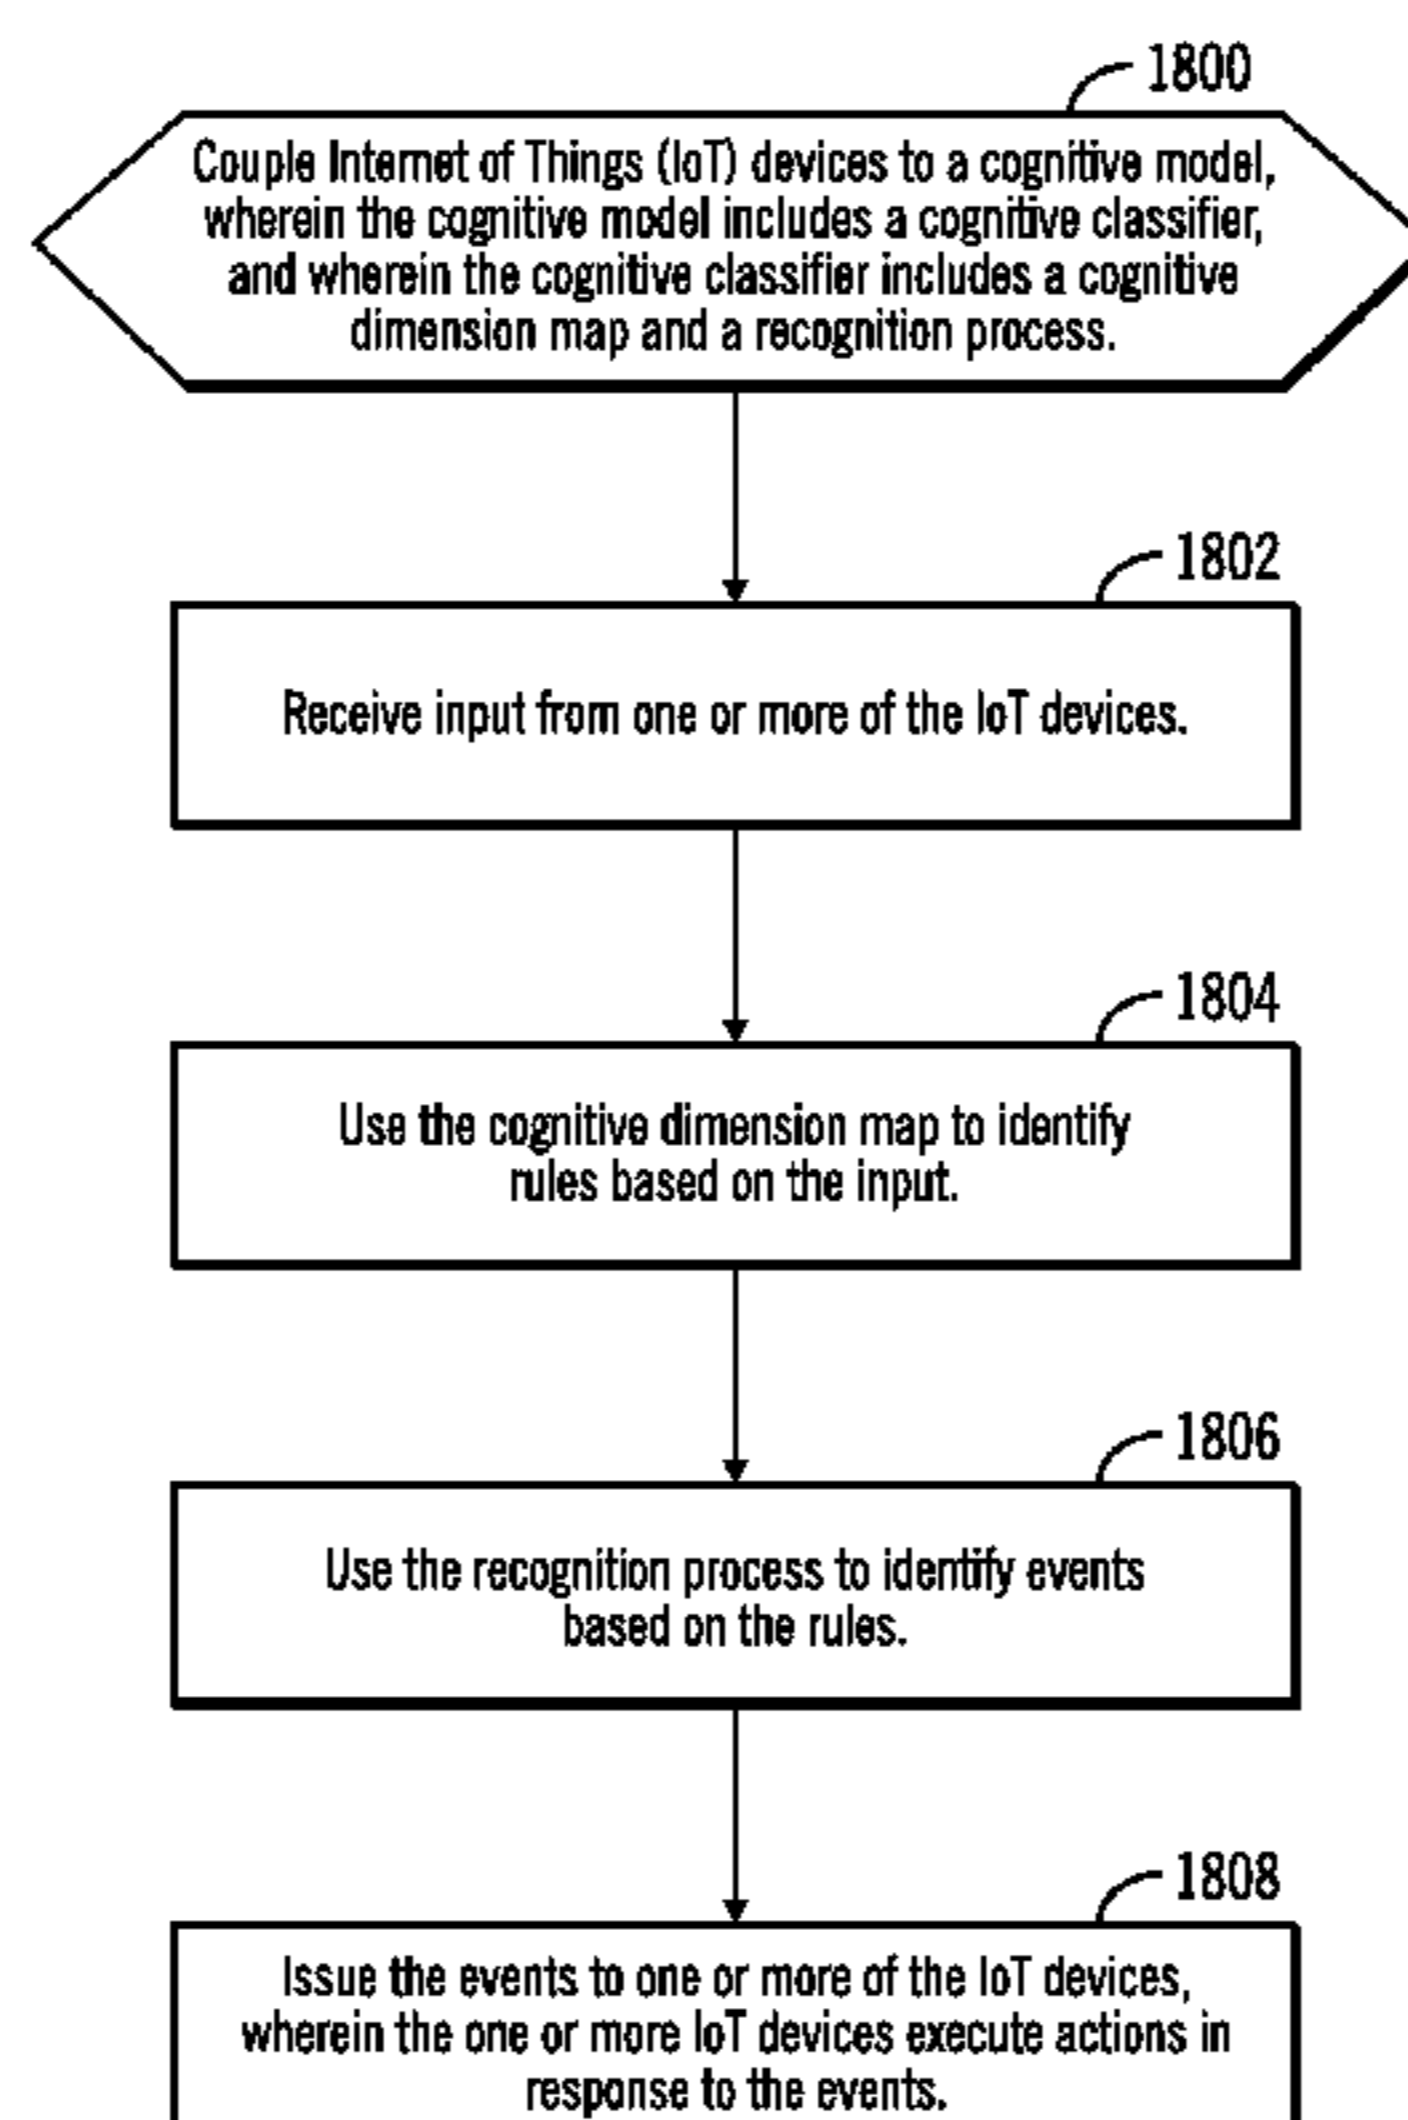 1800
Couple Internet of Things (IoT) devices to a cognitive model,
wherein the cognitive model includes a cognitive classifier,
and wherein the cognitive classifier includes a cognitive
dimension map and a recognition process.
1802
Receive input from one or more of the IoT devices.
1804
Use the cognitive dimension map to identify
rules based on the input.
1806
Use the recognition process to identify events
based on the rules.
1808
Issue the events to one or more of the IoT devices,
wherein the one or more IoT devices execute actions in
response to the events.